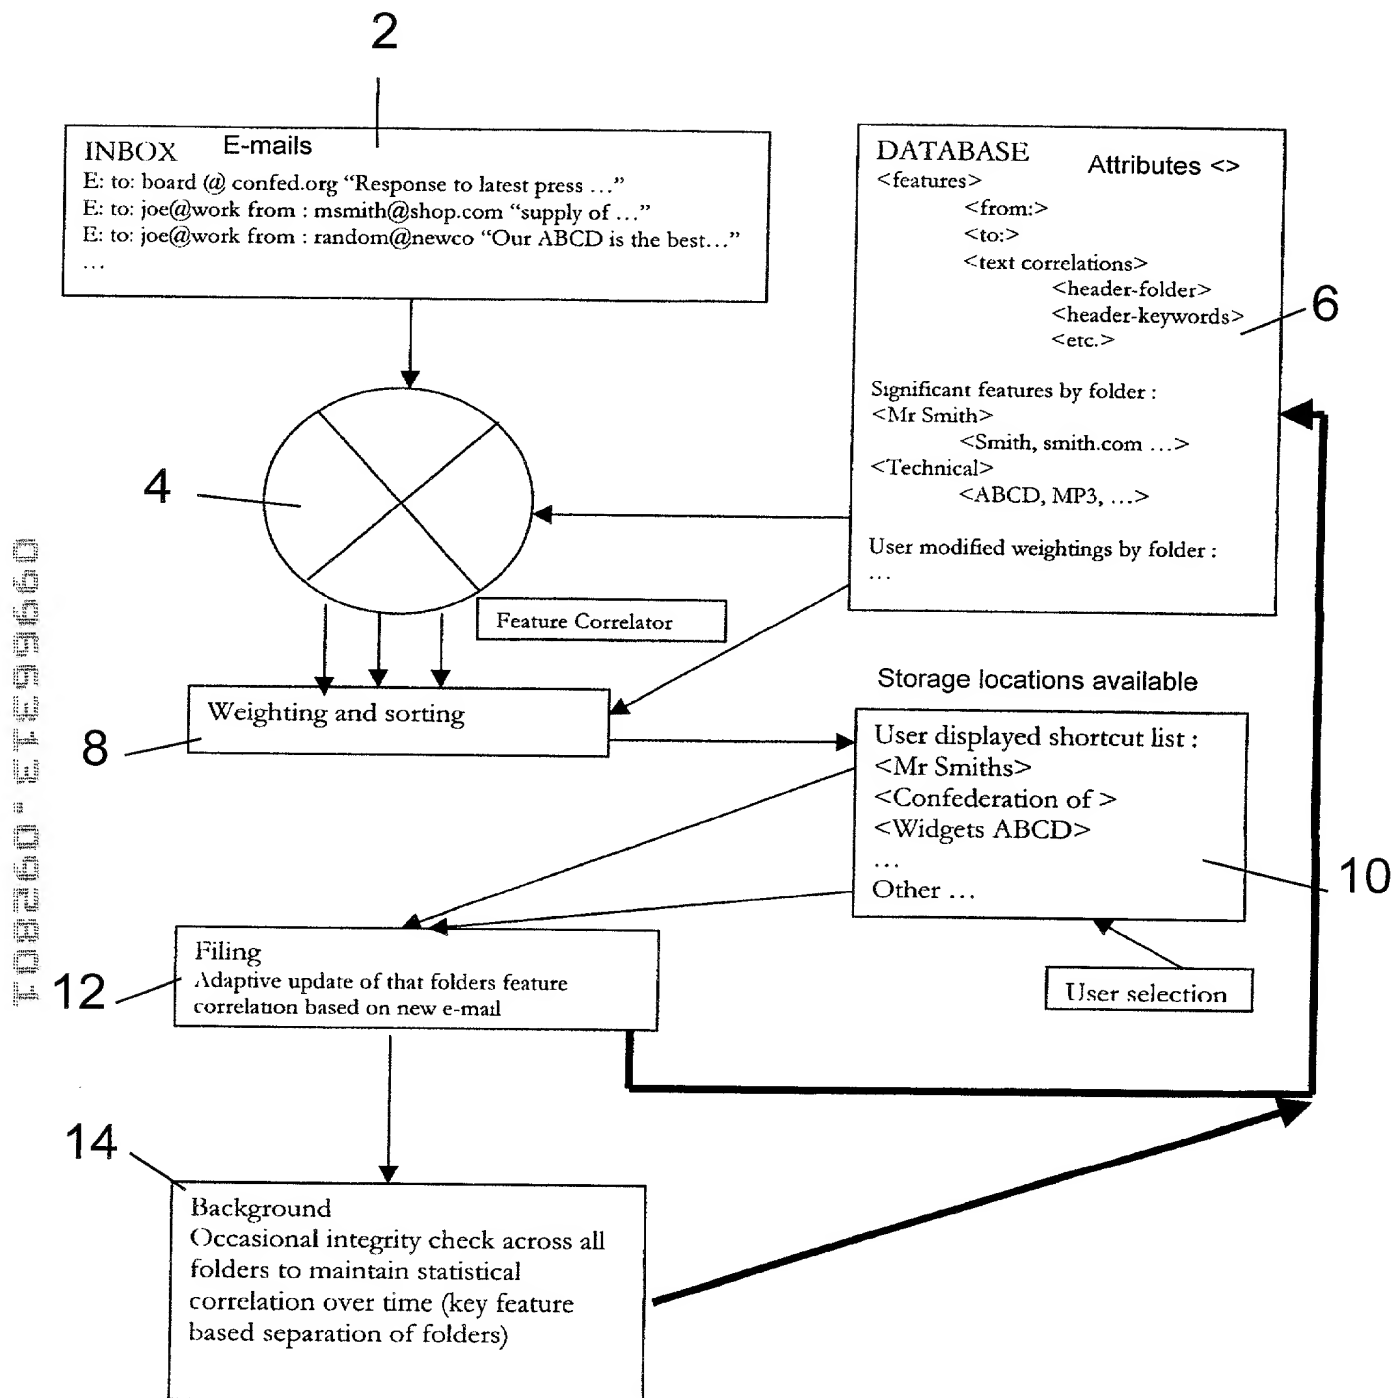 2
INBOX E-mails
E: to: board @ confed.org “Response to latest press …”
E: to: joe@work from : msmith@shop.com “supply of …”
E: to: joe@work from : random@newco “Our ABCD is the best…”
…
DATABASE Attributes <>
<features>
<from:>
<to:>
<text correlations>
<header-folder>
<header-keywords>
<etc.>
6
Significant features by folder :
<Mr Smith>
<Smith, smith.com …>
<Technical>
<ABCD, MP3, …>
User modified weightings by folder :
…
4
Feature Correlator
Weighting and sorting
8
Storage locations available
User displayed shortcut list :
<Mr Smiths>
<Confederation of >
<Widgets ABCD>
…
Other …
10
User selection
Filing
Adaptive update of that folders feature
correlation based on new e-mail
12
14
Background
Occasional integrity check across all
folders to maintain statistical
correlation over time (key feature
based separation of folders)